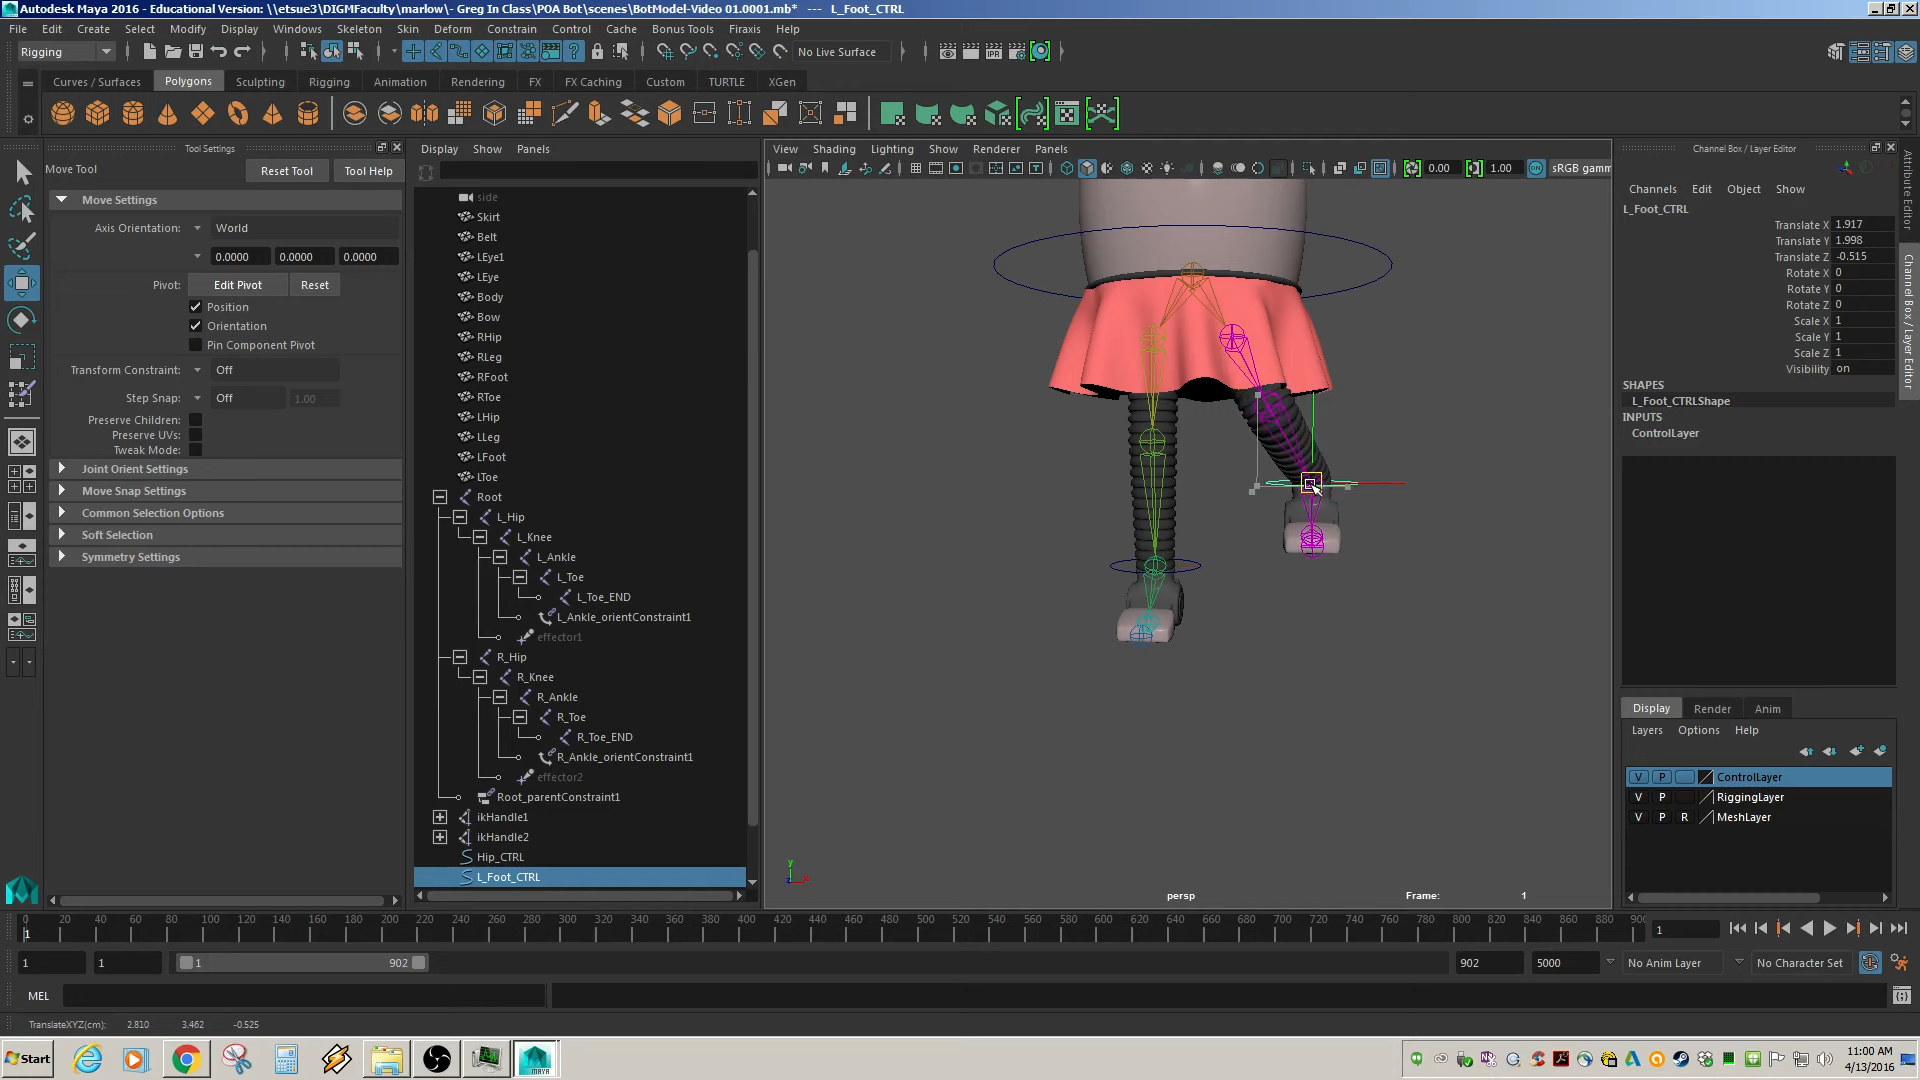 Autodesk Maya 2016 - Educational Version: \\etsue3\DIGMFaculty\marlow\- Greg In Class\POA Bot\scenes\BotModel-Video 01.0001.mb* --- L_Foot_CTRL
File Edit Create Select Modify Display Windows Skeleton Skin Deform Constrain Control Cache Bonus Tools Firaxis Help
Rigging No Live Surface
Curves / Surfaces Polygons Sculpting Rigging Animation Rendering FX FX Caching Custom TURTLE XGen
Tool Settings
Move Tool Reset Tool Tool Help
Move Settings
Axis Orientation: World
0.0000 0.0000 0.0000
Pivot: Edit Pivot Reset
Position
Orientation
Pin Component Pivot
Transform Constraint: Off
Step Snap: Off 1.00
Preserve Children:
Preserve UVs:
Tweak Mode:
Joint Orient Settings
Move Snap Settings
Common Selection Options
Soft Selection
Symmetry Settings
Display Show Panels
side
Skirt
Belt
LEye1
LEye
Body
Bow
RHip
RLeg
RFoot
RToe
LHip
LLeg
LFoot
LToe
Root
L_Hip
L_Knee
L_Ankle
L_Toe
L_Toe_END
L_Ankle_orientConstraint1
effector1
R_Hip
R_Knee
R_Ankle
R_Toe
R_Toe_END
R_Ankle_orientConstraint1
effector2
Root_parentConstraint1
ikHandle1
ikHandle2
Hip_CTRL
L_Foot_CTRL
View Shading Lighting Show Renderer Panels
0.00 1.00 ON sRGB gamm
persp Frame: 1
y
Channel Box / Layer Editor
Channels Edit Object Show
L_Foot_CTRL
Translate X 1.917
Translate Y 1.998
Translate Z -0.515
Rotate X 0
Rotate Y 0
Rotate Z 0
Scale X 1
Scale Y 1
Scale Z 1
Visibility on
SHAPES
L_Foot_CTRLShape
INPUTS
ControlLayer
Attribute Editor
Channel Box / Layer Editor
Display Render Anim
Layers Options Help
V P ControlLayer
V P RiggingLayer
V P R MeshLayer
0 20 40 60 80 100 120 140 160 180 200 220 240 260 280 300 320 340 360 380 400 420 440 460 480 500 520 540 560 580 600 620 640 660 680 700 720 740 760 780 800 820 840 860 880 900
1 1
1 1 1 902 902 5000 No Anim Layer No Character Set
MEL
TranslateXYZ(cm): 2.810 3.462 -0.525
Start MAYA 11:00 AM
4/13/2016